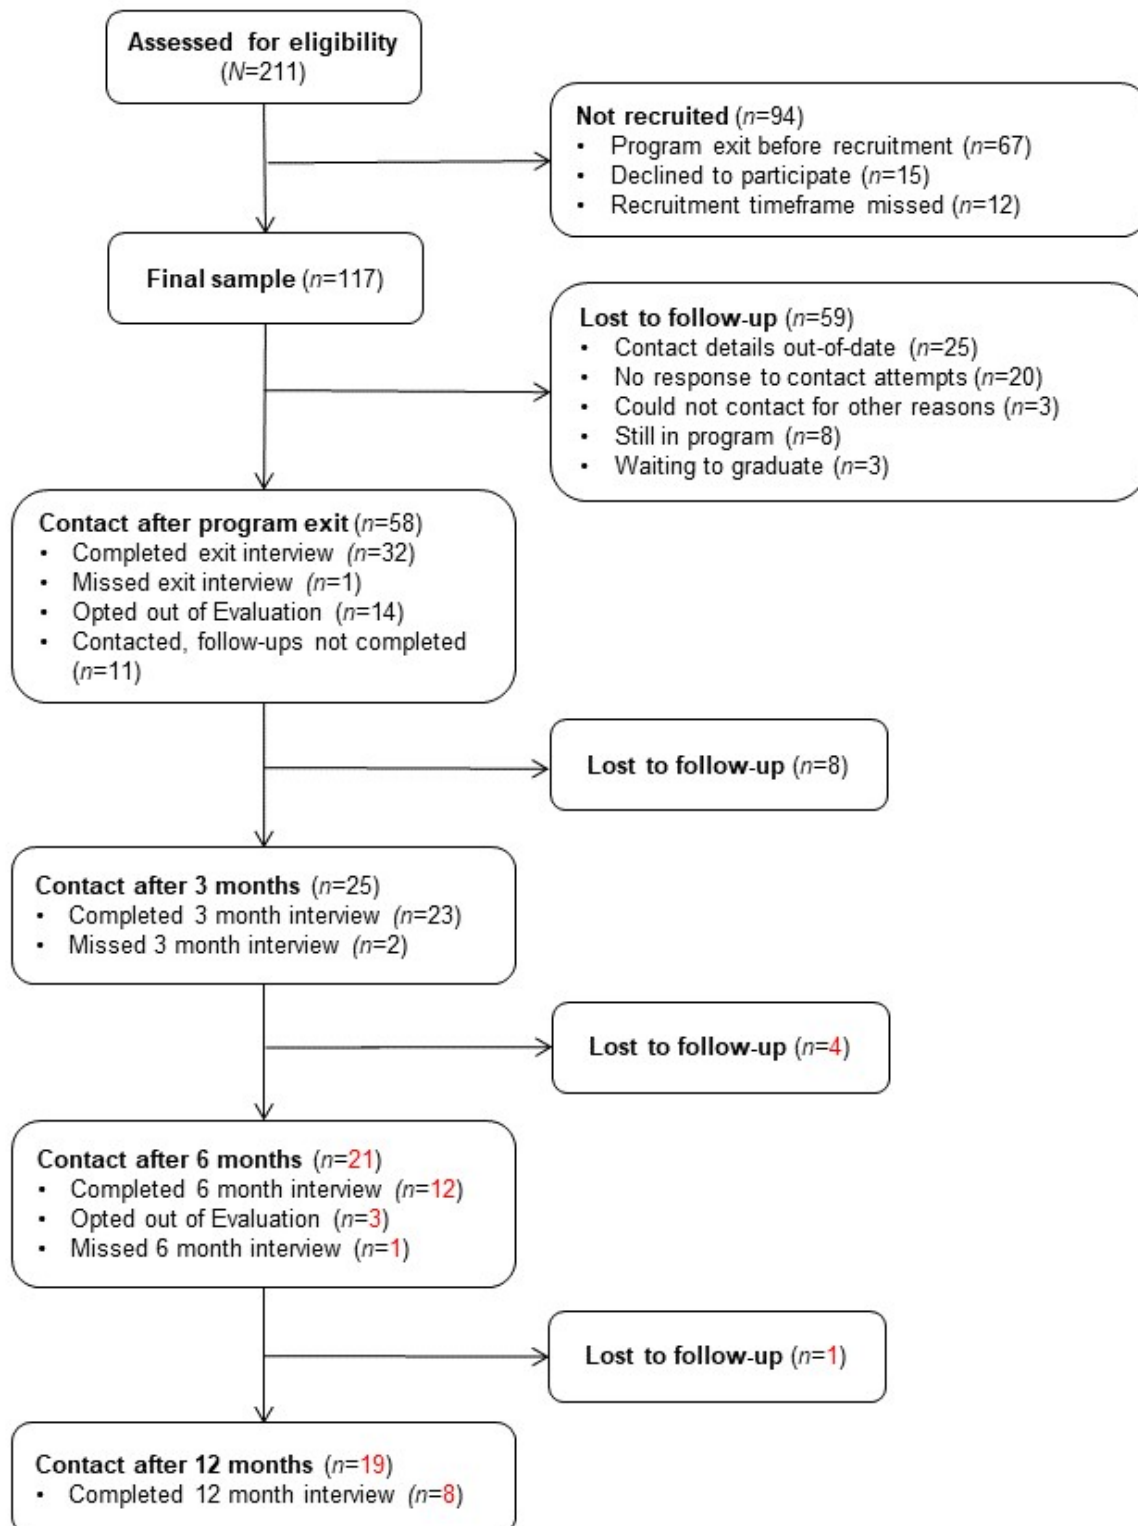 Assessed for eligibility
(N=211)
Not recruited (n=94)
• Program exit before recruitment (n=67)
• Declined to participate (n=15)
• Recruitment timeframe missed (n=12)
Final sample (n=117)
Lost to follow-up (n=59)
• Contact details out-of-date (n=25)
• No response to contact attempts (n=20)
• Could not contact for other reasons (n=3)
• Still in program (n=8)
• Waiting to graduate (n=3)
Contact after program exit (n=58)
• Completed exit interview (n=32)
• Missed exit interview (n=1)
• Opted out of Evaluation (n=14)
• Contacted, follow-ups not completed
(n=11)
Lost to follow-up (n=8)
Contact after 3 months (n=25)
• Completed 3 month interview (n=23)
• Missed 3 month interview (n=2)
Lost to follow-up (n=4)
Contact after 6 months (n=21)
• Completed 6 month interview (n=12)
• Opted out of Evaluation (n=3)
• Missed 6 month interview (n=1)
Lost to follow-up (n=1)
Contact after 12 months (n=19)
• Completed 12 month interview (n=8)